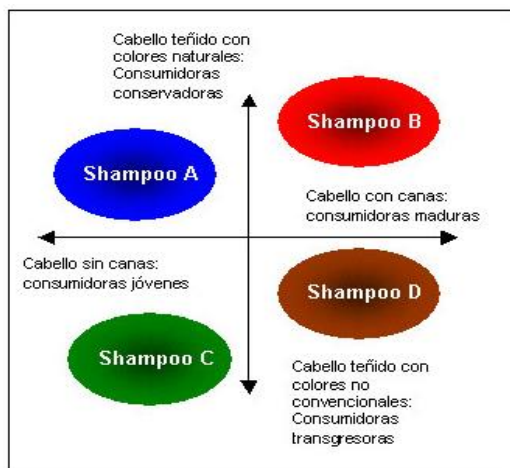 Cabello teñido con
colores naturales:
Consumidoras
conservadoras
Shampoo B
Shampoo A
Cabello con canas:
consumidoras maduras
Cabello sin canas:
consumidoras jóvenes
Shampoo D
Shampoo C
Cabello teñido con
colores no
convencionales:
Consumidoras
transgresoras